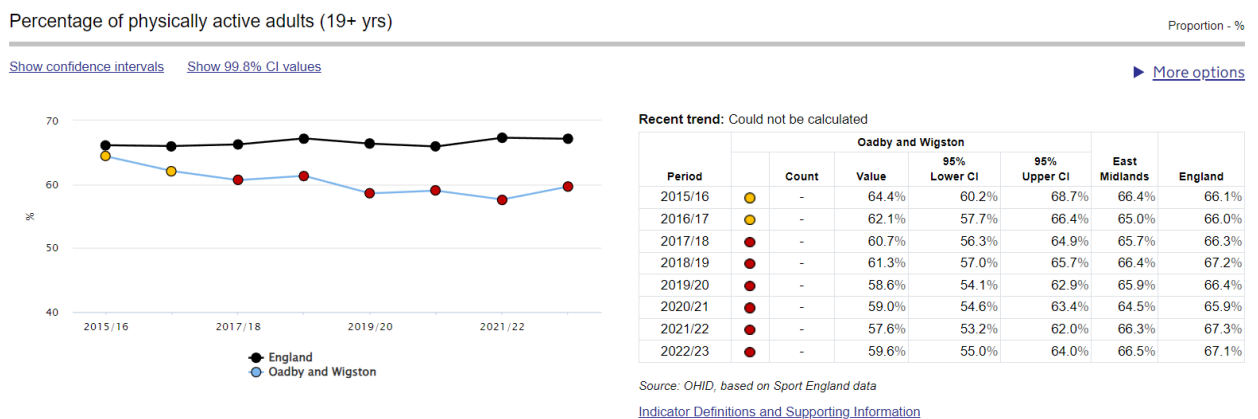 Percentage of physically active adults (19+ yrs)
Proportion - %
Show confidence intervals Show 99.8% CI values
▶ More options
70
60
%
50
40
2015/16 2017/18 2019/20 2021/22
England
Oadby and Wigston
Recent trend: Could not be calculated
Oadby and Wigston
Period Count Value 95% Lower CI 95% Upper CI East Midlands England
2015/16 - 64.4% 60.2% 68.7% 66.4% 66.1%
2016/17 - 62.1% 57.7% 66.4% 65.0% 66.0%
2017/18 - 60.7% 56.3% 64.9% 65.7% 66.3%
2018/19 - 61.3% 57.0% 65.7% 66.4% 67.2%
2019/20 - 58.6% 54.1% 62.9% 65.9% 66.4%
2020/21 - 59.0% 54.6% 63.4% 64.5% 65.9%
2021/22 - 57.6% 53.2% 62.0% 66.3% 67.3%
2022/23 - 59.6% 55.0% 64.0% 66.5% 67.1%
Source: OHID, based on Sport England data
Indicator Definitions and Supporting Information